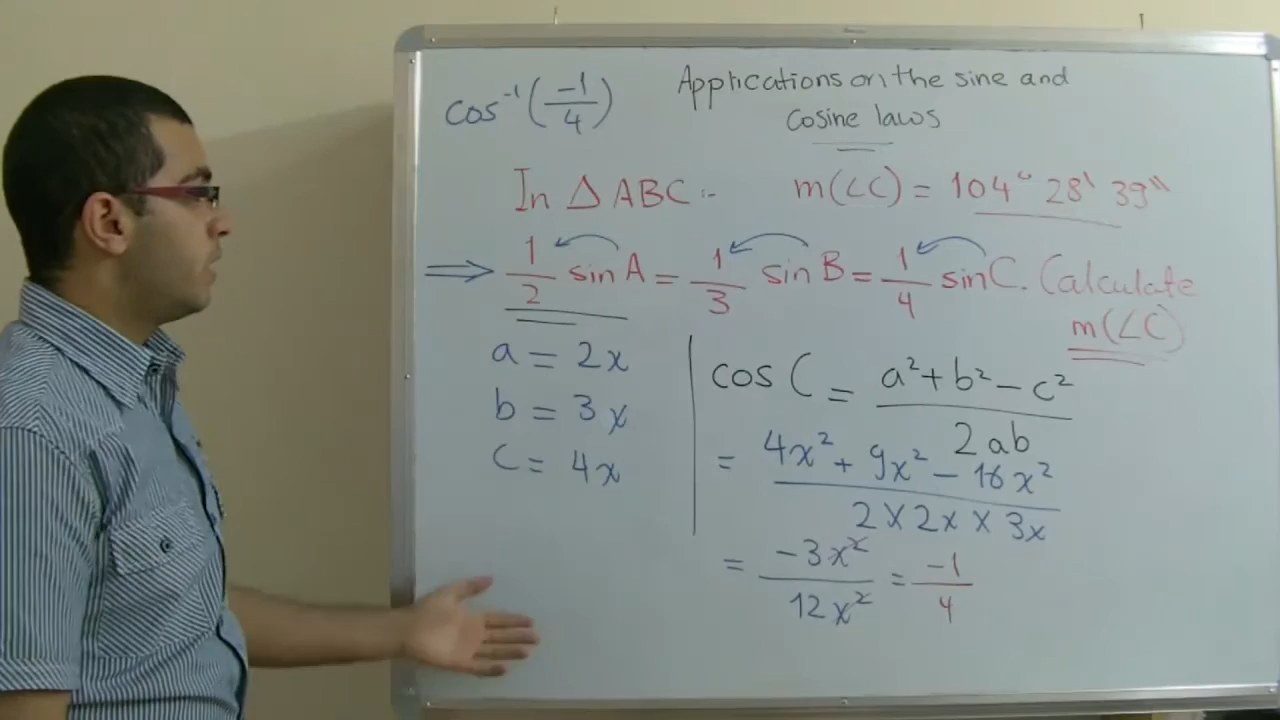 cos⁻¹(-1/4)
Applications on the sine and
cosine laws
In △ABC :-
m(∠C) = 104° 28' 39"
⟹ 1/2 sin A = 1/3 sin B = 1/4 sin C. Calculate
m(∠C)
a = 2x
b = 3x
c = 4x
cos C = a² + b² - c² / 2ab
= 4x² + 9x² - 16x² / 2 × 2x × 3x
= -3x² / 12x² = -1/4